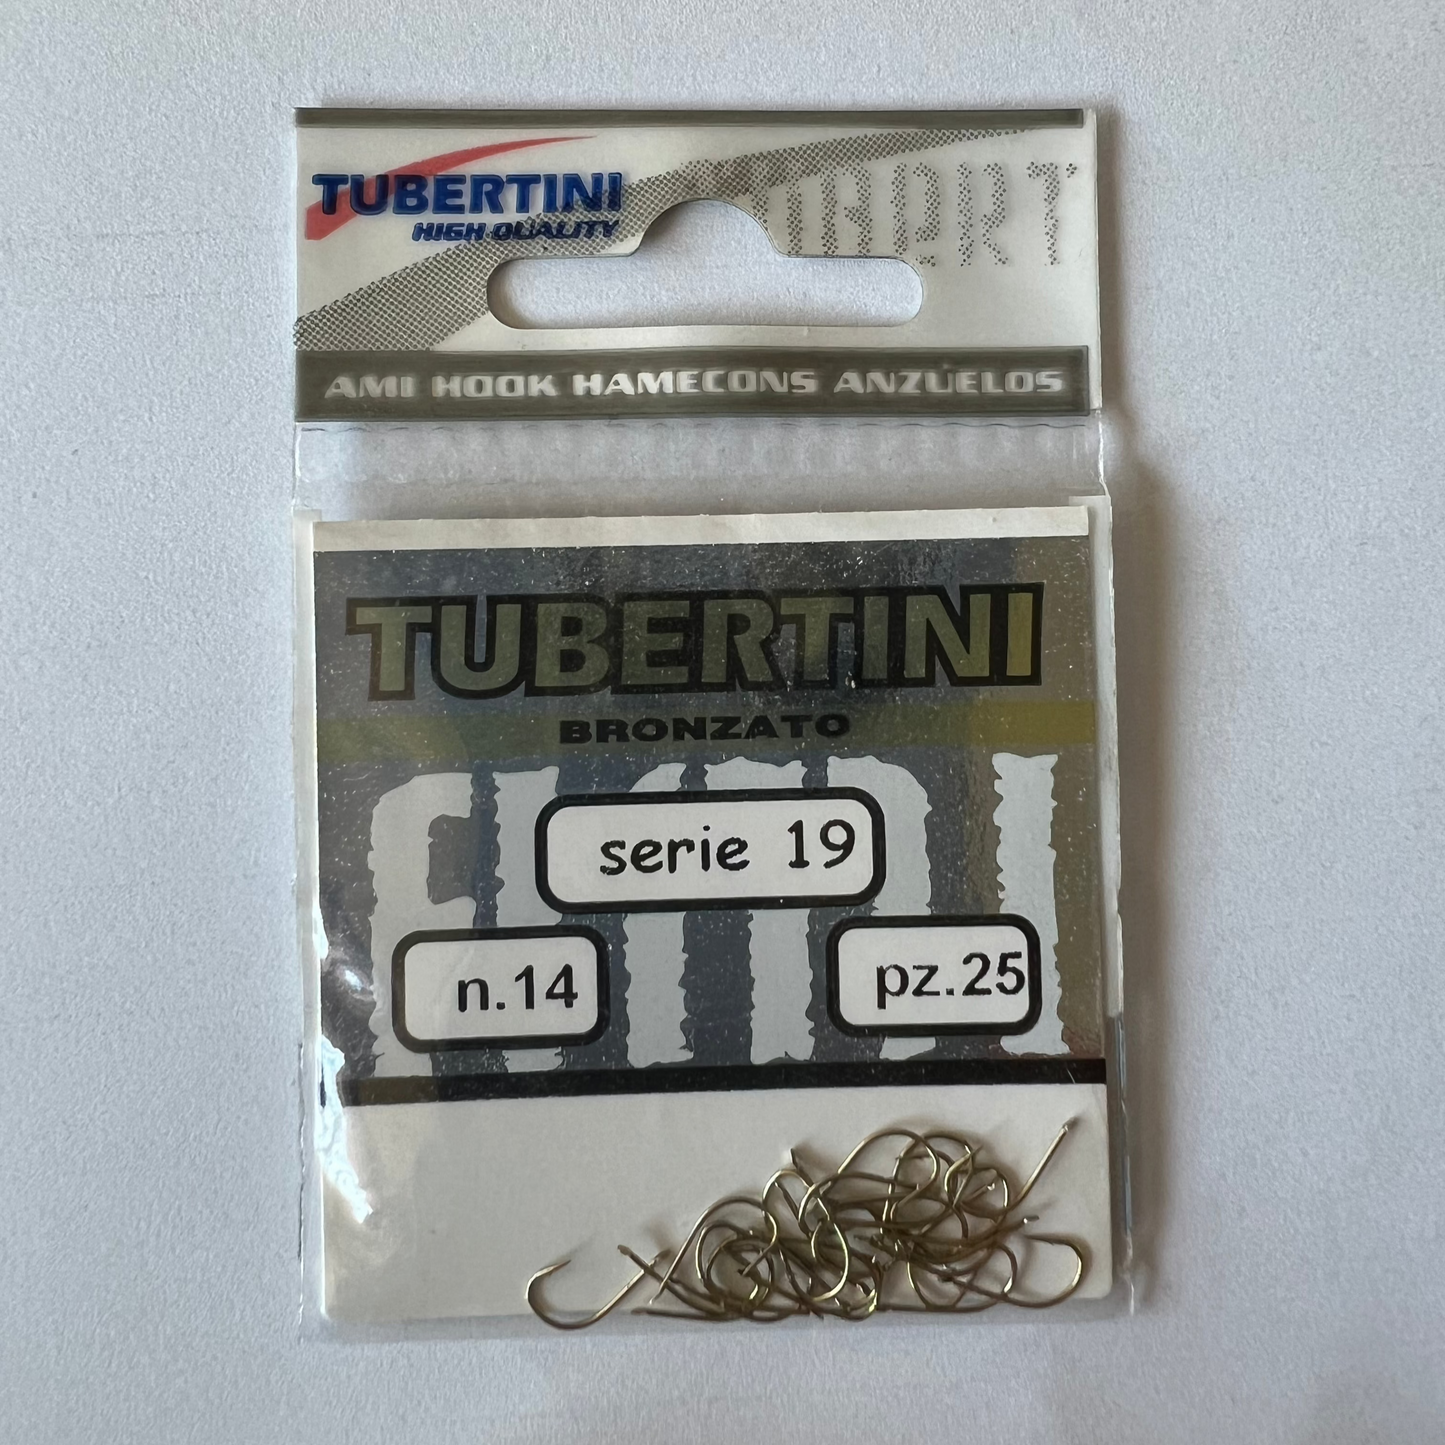 TUBERTINI
HIGH QUALITY
AMI HOOK HAMECONS ANZUELOS
TUBERTINI
BRONZATO
serie 19
n.14
pz.25